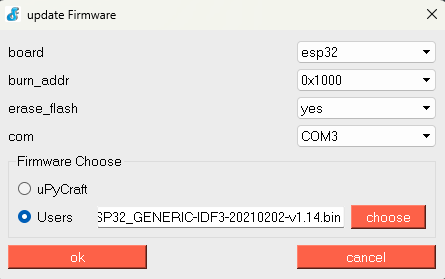 update Firmware
board esp32
burn_addr 0x1000
erase_flash yes
com COM3
Firmware Choose
uPyCraft
Users SP32_GENERIC-IDF3-20210202-v1.14.bin choose
ok cancel